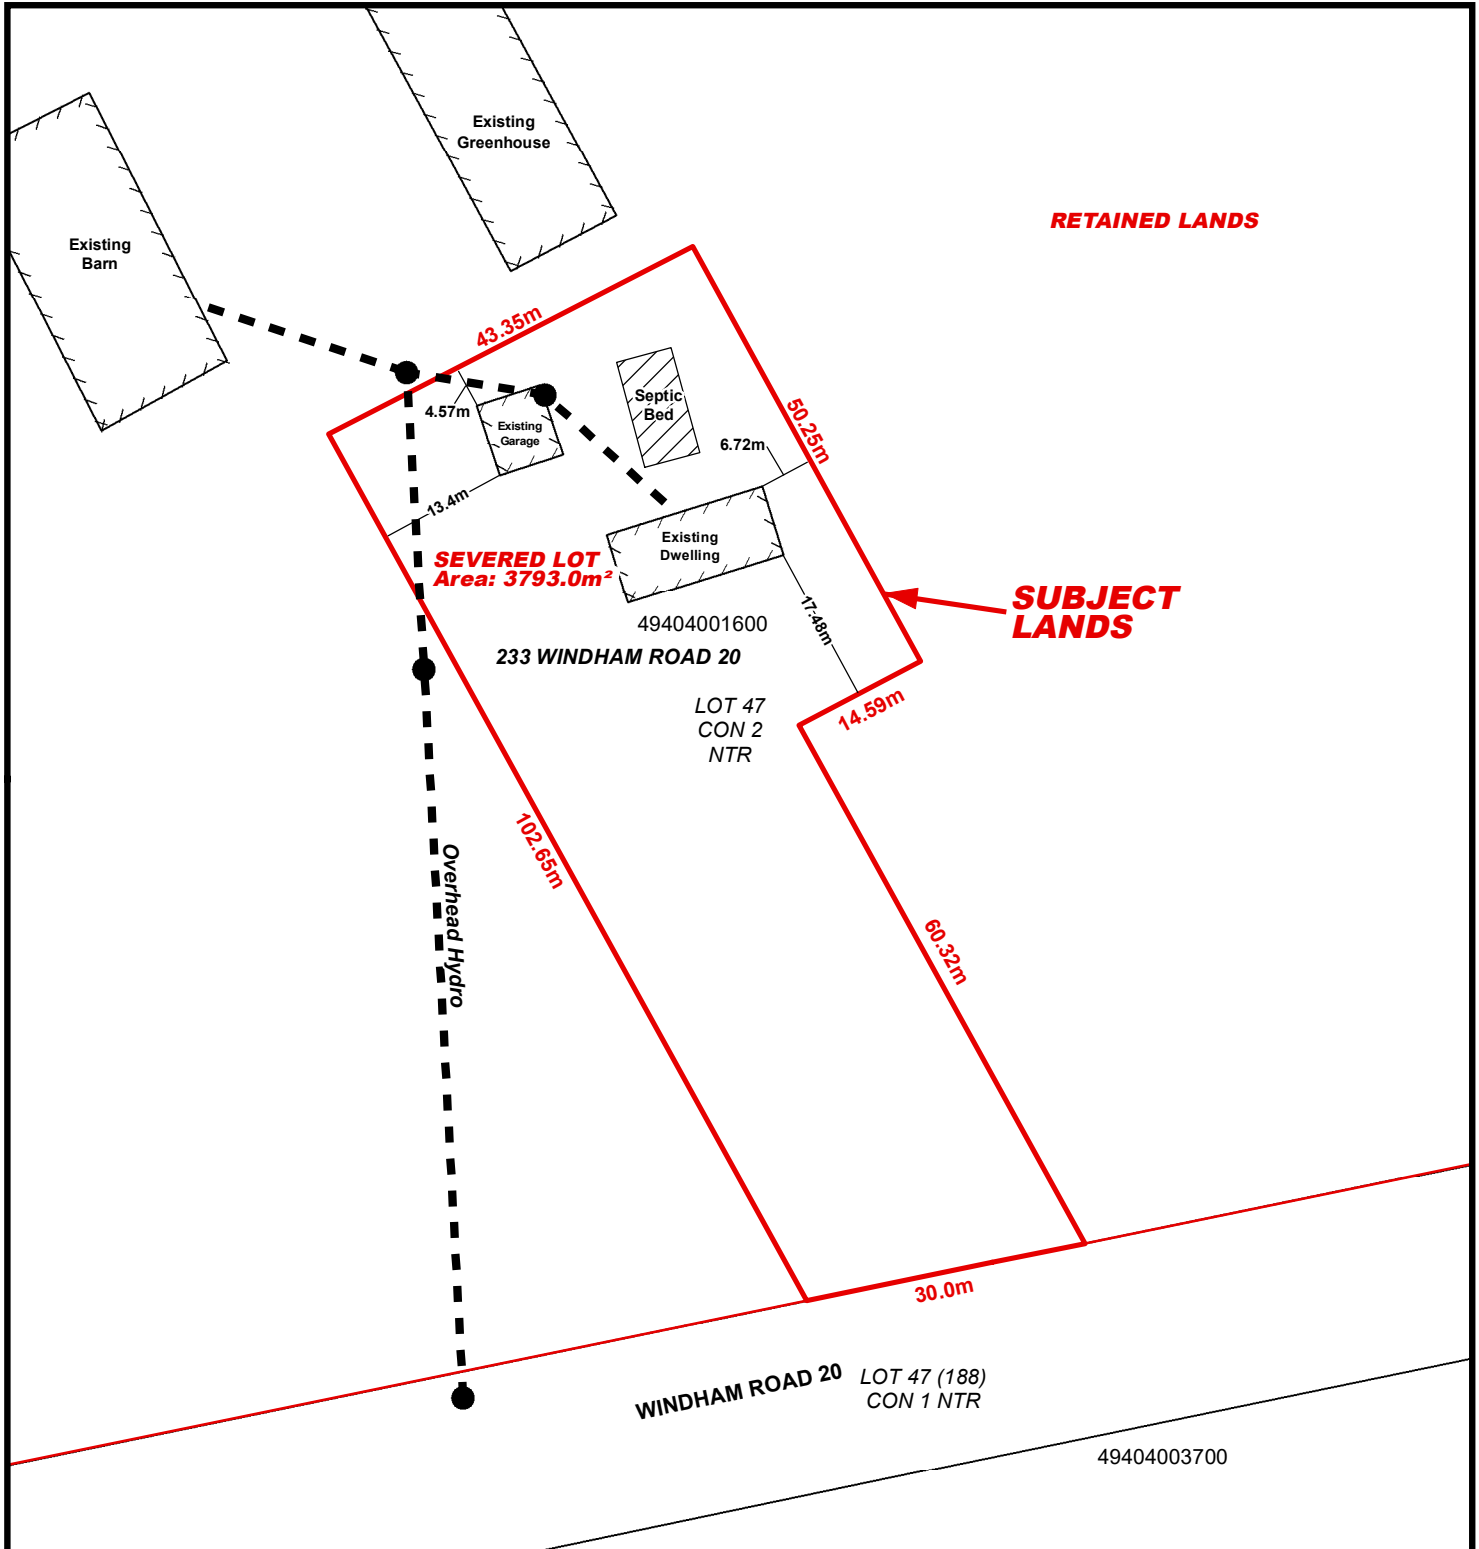 Existing
Greenhouse
RETAINED LANDS
Existing
Barn
43.35m
4.57m
Septic
Bed
50.25m
Existing
Garage
6.72m
13.4m
Existing
Dwelling
SEVERED LOT
Area: 3793.0m²
17.48m
SUBJECT
LANDS
49404001600
233 WINDHAM ROAD 20
LOT 47
CON 2
NTR
14.59m
102.65m
Overhead Hydro
60.32m
30.0m
WINDHAM ROAD 20
LOT 47 (188)
CON 1 NTR
49404003700